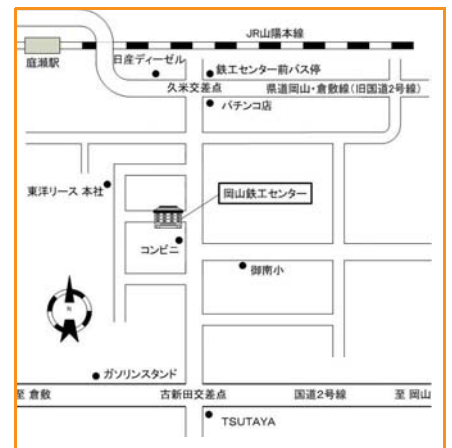 JR山陽本線
庭瀬駅
日産ディーゼル
鉄工センター前バス停
久米交差点
県道岡山・倉敷線(旧国道2号線)
パチンコ店
東洋リース 本社
岡山鉄工センター
コンビニ
御南小
ガソリンスタンド
至 倉敷
古新田交差点
国道2号線
至 岡山
TSUTAYA